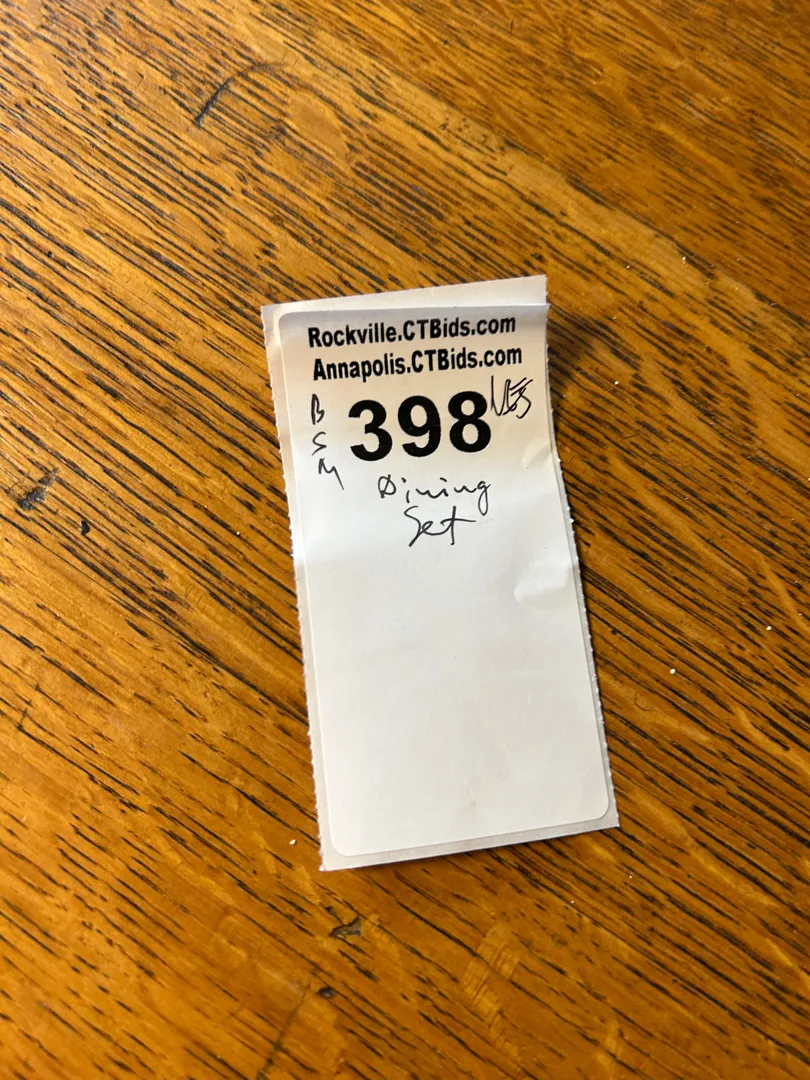 Rockville.CTBids.com
Annapolis.CTBids.com
B
S
M
398
Dining
Set